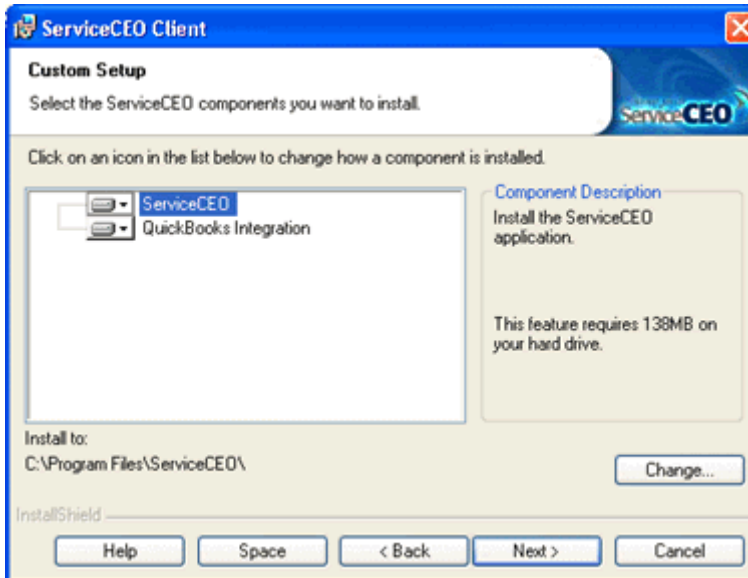 ServiceCEO Client
Custom Setup
Select the ServiceCEO components you want to install.
ServiceCEO
Click on an icon in the list below to change how a component is installed.
ServiceCEO
QuickBooks Integration
Component Description
Install the ServiceCEO
application.
This feature requires 138MB on
your hard drive.
Install to:
C:\Program Files\ServiceCEO\
Change...
InstallShield
Help
Space
< Back
Next >
Cancel